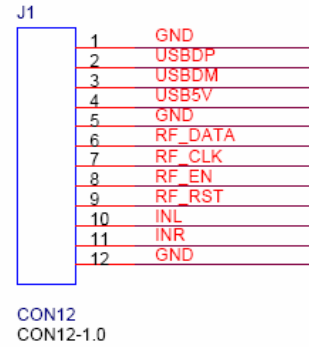 J1
1 GND
2 USBDP
3 USBDM
4 USB5V
5 GND
6 RF_DATA
7 RF_CLK
8 RF_EN
9 RF_RST
10 INL
11 INR
12 GND
CON12
CON12-1.0